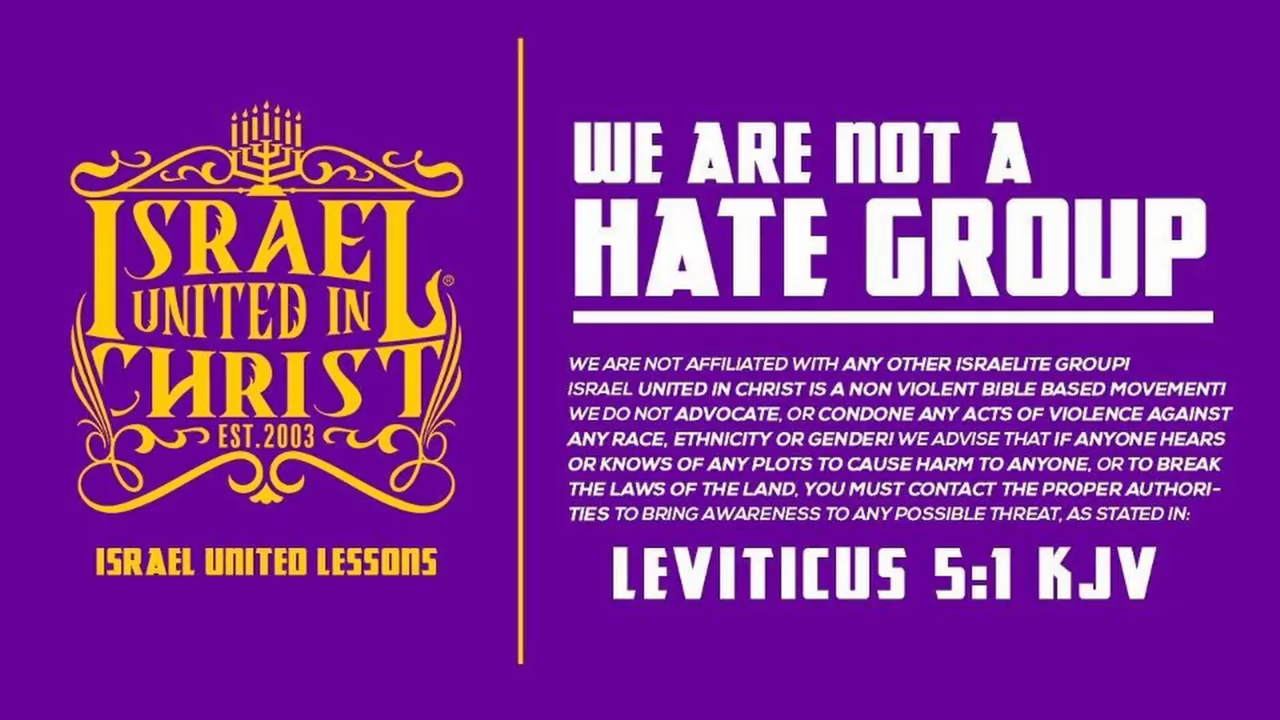 ISRAEL
UNITED IN
CHRIST
EST.2003
®
ISRAEL UNITED LESSONS
WE ARE NOT A
HATE GROUP
WE ARE NOT AFFILIATED WITH ANY OTHER ISRAELITE GROUP!
ISRAEL UNITED IN CHRIST IS A NON VIOLENT BIBLE BASED MOVEMENT!
WE DO NOT ADVOCATE, OR CONDONE ANY ACTS OF VIOLENCE AGAINST
ANY RACE, ETHNICITY OR GENDER! WE ADVISE THAT IF ANYONE HEARS
OR KNOWS OF ANY PLOTS TO CAUSE HARM TO ANYONE, OR TO BREAK
THE LAWS OF THE LAND, YOU MUST CONTACT THE PROPER AUTHORI-
TIES TO BRING AWARENESS TO ANY POSSIBLE THREAT, AS STATED IN:
LEVITICUS 5:1 KJV